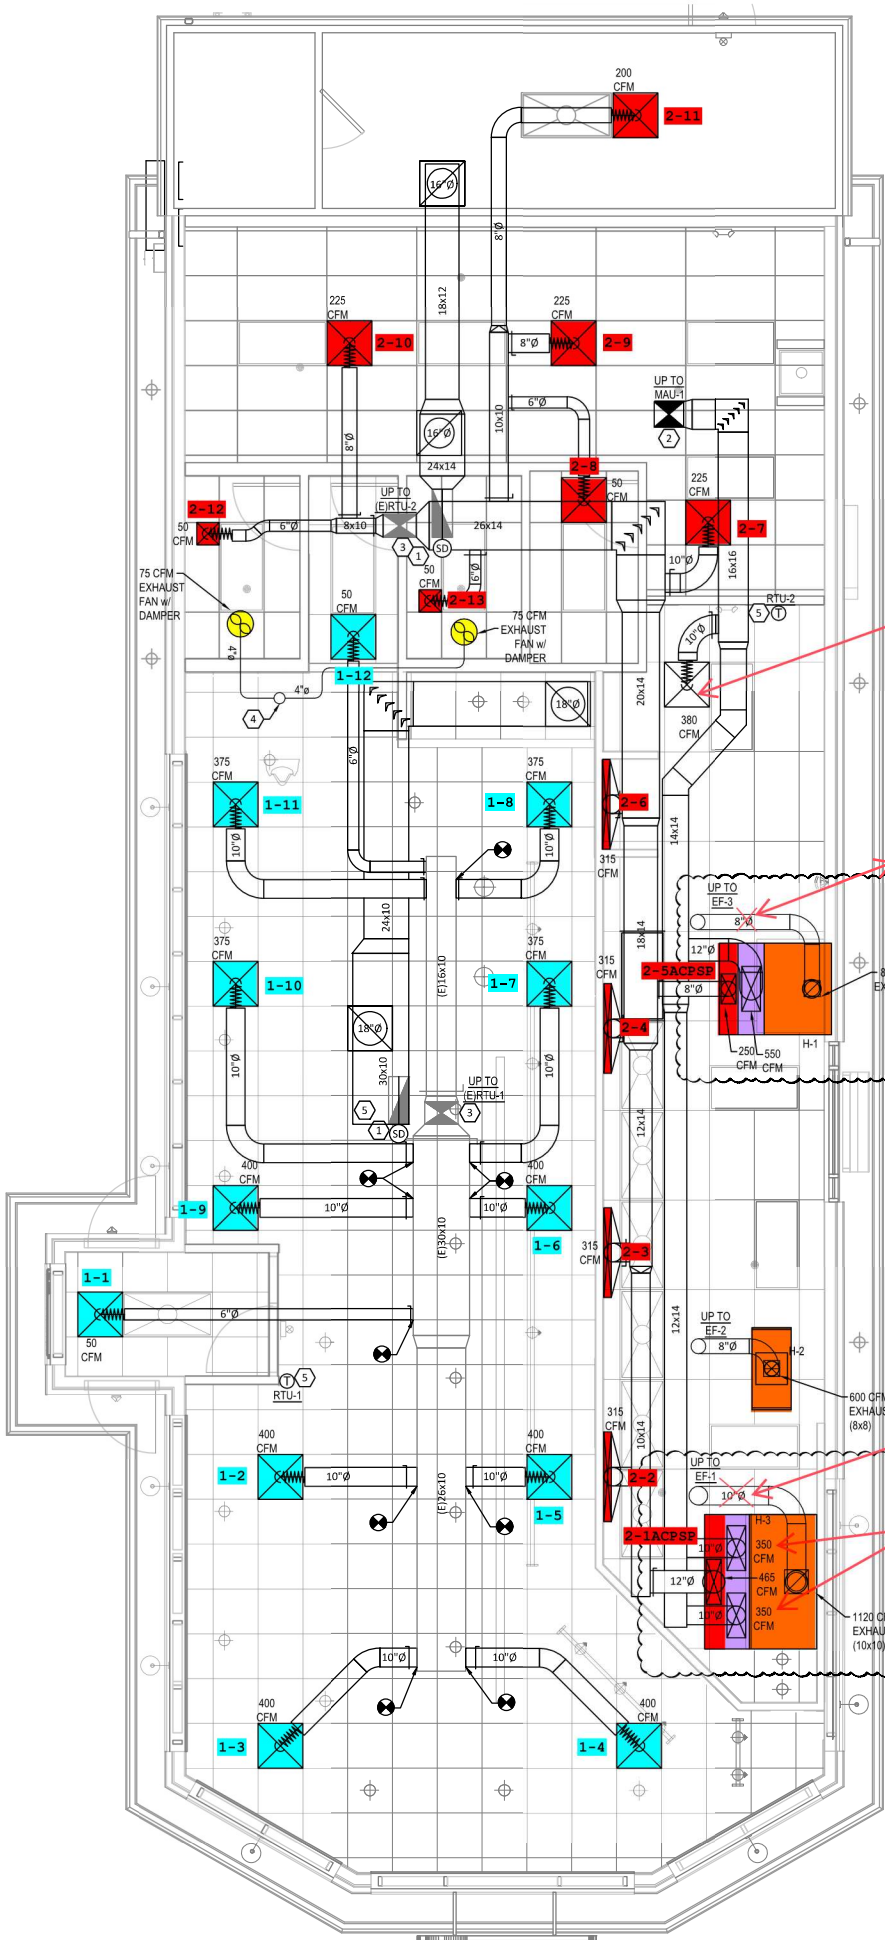 200
CFM
2-11
16"Ø
8"Ø
18x12
225
CFM
2-10
225
CFM
8"Ø
2-9
UP TO
MAU-1
2
6"Ø
10x10
16"Ø
8"Ø
24x14
2-8
50
CFM
225
CFM
2-7
2-12
50
CFM
6"Ø
8x10
UP TO
(E)RTU-2
3
1
SD
26x14
10"Ø
16x16
75 CFM
EXHAUST
FAN w/
DAMPER
50
CFM
6"Ø
2-13
50
CFM
75 CFM
EXHAUST
FAN w/
DAMPER
RTU-2
5
T
10"Ø
4"ø
4"ø
4
1-12
20x14
18"Ø
380
CFM
6"Ø
375
CFM
1-11
375
CFM
1-8
2-6
10"Ø
10"Ø
14x14
315
CFM
UP TO
EF-3
8"Ø
24x10
18x14
12"Ø
375
CFM
1-10
375
CFM
1-7
(E)16x10
315
CFM
2-5ACPSP
8"Ø
8
EX
2-4
18"Ø
250
CFM
550
CFM
H-1
10"Ø
10"Ø
30x10
UP TO
(E)RTU-1
3
5
1
SD
12x14
400
CFM
400
CFM
1-9
10"Ø
10"Ø
1-6
(E)30x10
315
CFM
2-3
1-1
6"Ø
50
CFM
12x14
UP TO
EF-2
8"Ø
H-2
T
5
RTU-1
600 CFM
EXHAUS
(8x8)
400
CFM
400
CFM
315
CFM
10x14
1-2
10"Ø
10"Ø
1-5
(E)26x10
2-2
UP TO
EF-1
10"Ø
H-3
2-1ACPSP
10"Ø
350
CFM
12"Ø
465
CFM
10"Ø
350
CFM
1120 CF
EXHAUS
(10x10)
10"Ø
10"Ø
400
CFM
400
CFM
1-3
1-4